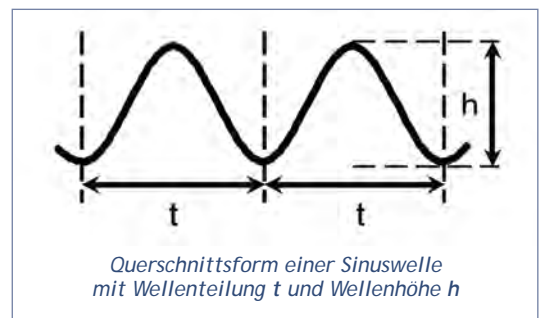 h
t
t
Querschnittsform einer Sinuswelle
mit Wellenteilung t und Wellenhöhe h